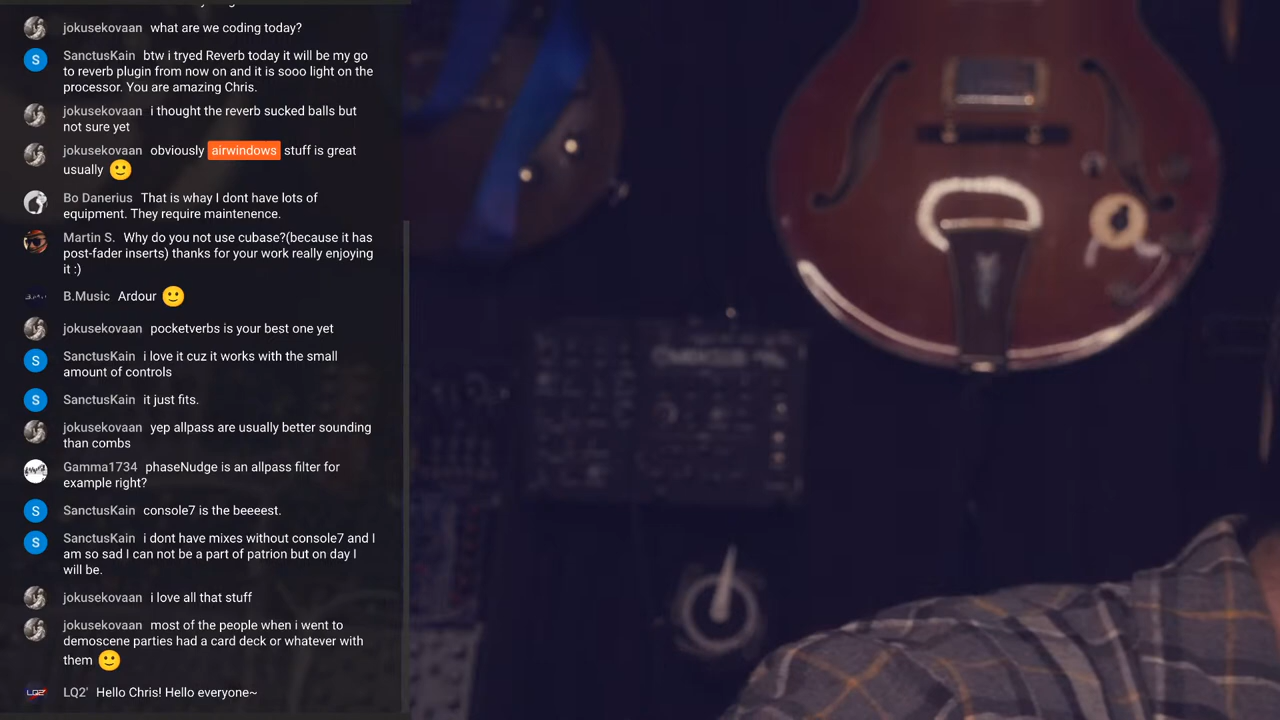 jokusekovaan what are we coding today?
SanctusKain btw i tryed Reverb today it will be my go
to reverb plugin from now on and it is sooo light on the
processor. You are amazing Chris.
jokusekovaan i thought the reverb sucked balls but
not sure yet
jokusekovaan obviously airwindows stuff is great
usually 🙂
Bo Danerius That is whay I dont have lots of
equipment. They require maintenence.
Martin S. Why do you not use cubase?(because it has
post-fader inserts) thanks for your work really enjoying
it :)
B.Music Ardour 🙂
jokusekovaan pocketverbs is your best one yet
SanctusKain i love it cuz it works with the small
amount of controls
SanctusKain it just fits.
jokusekovaan yep allpass are usually better sounding
than combs
Gamma1734 phaseNudge is an allpass filter for
example right?
SanctusKain console7 is the beeeest.
SanctusKain i dont have mixes without console7 and I
am so sad I can not be a part of patrion but on day I
will be.
jokusekovaan i love all that stuff
jokusekovaan most of the people when i went to
demoscene parties had a card deck or whatever with
them 🙂
LQ2' Hello Chris! Hello everyone~